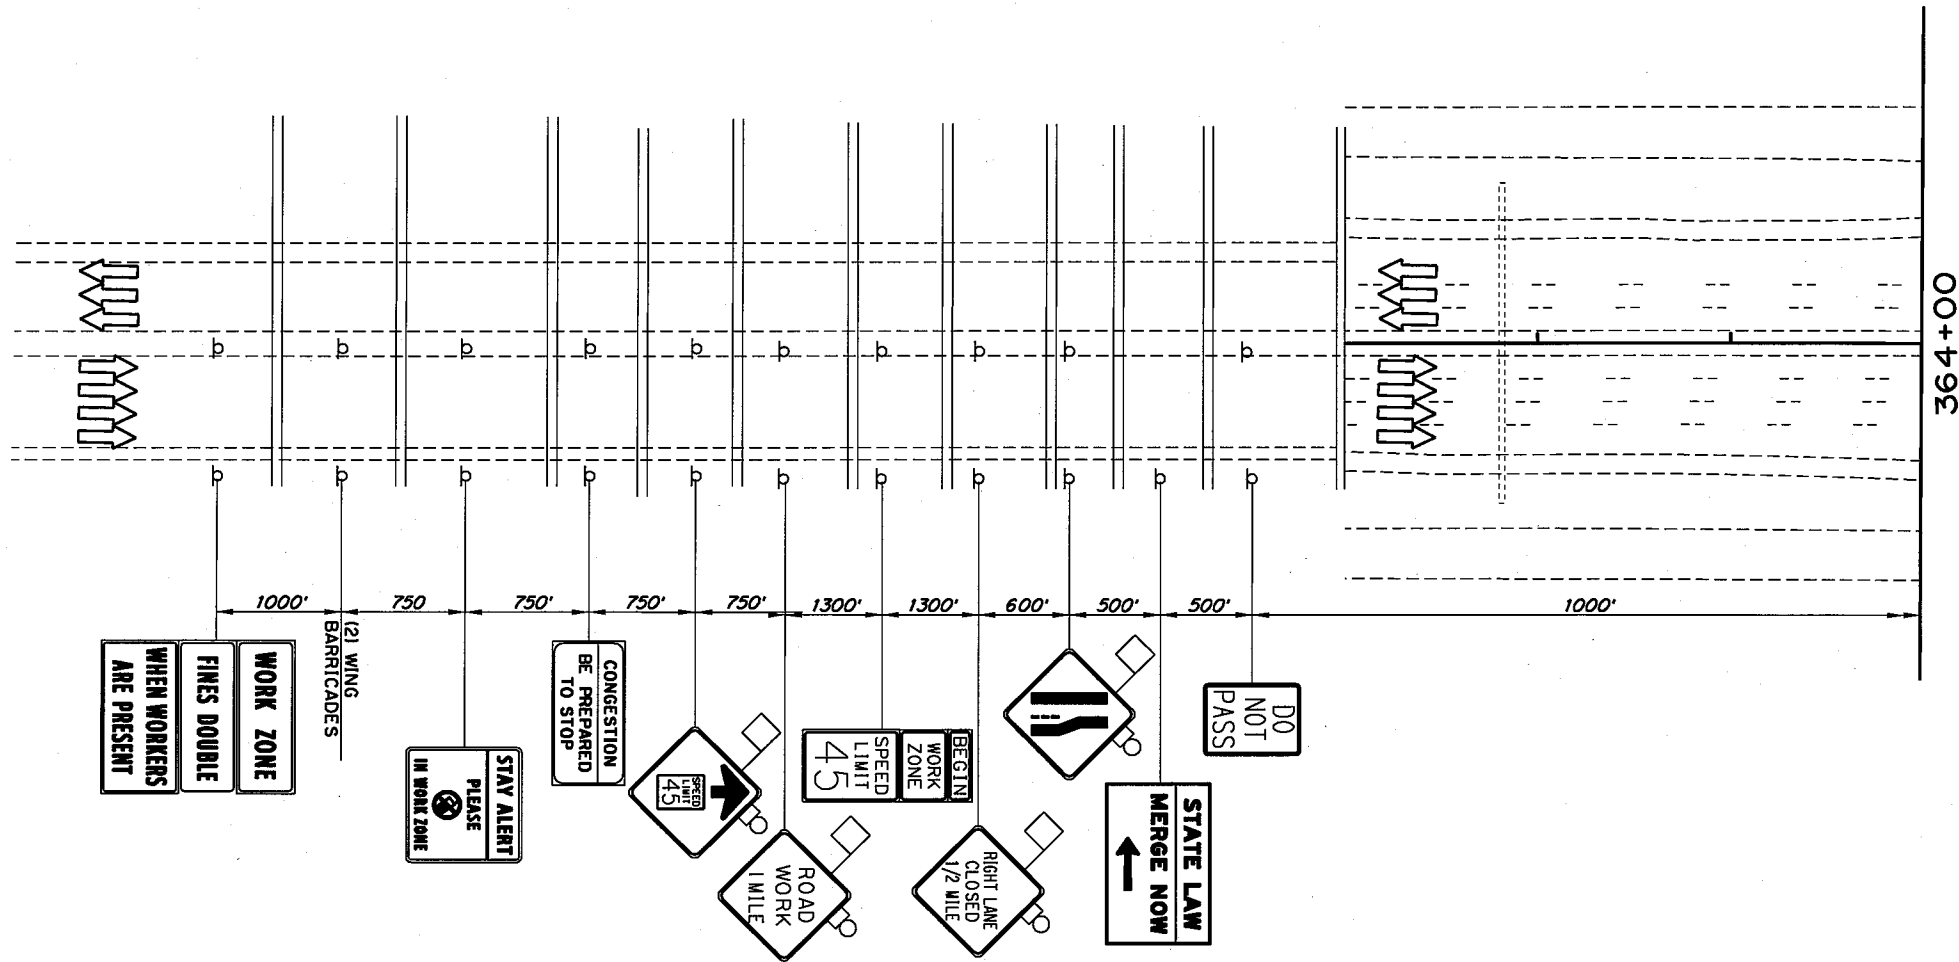 364+00
1000'
750
750'
750'
750'
1300'
1300'
600'
500'
500'
1000'
WORK ZONE
FINES DOUBLE
WHEN WORKERS
ARE PRESENT
(2) WING
BARRICADES
STAY ALERT
PLEASE
IN WORK ZONE
CONGESTION
BE PREPARED
TO STOP
SPEED
LIMIT
45
ROAD
WORK
1 MILE
BEGIN
WORK
ZONE
SPEED
LIMIT
45
RIGHT LANE
CLOSED
1/2 MILE
STATE LAW
MERGE NOW
DO
NOT
PASS